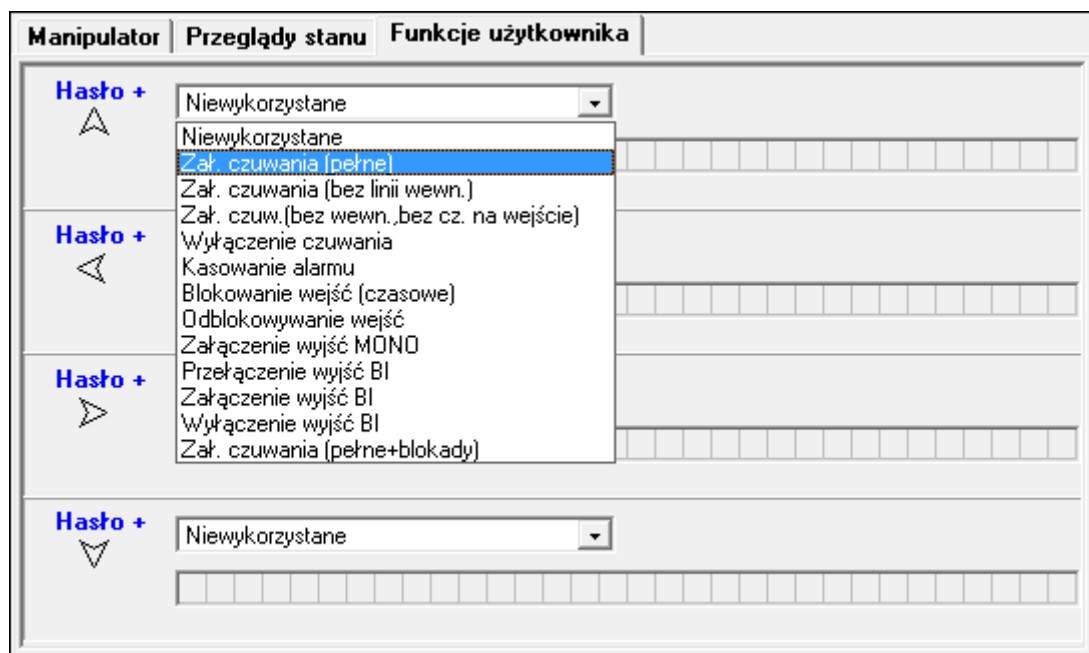 Manipulator Przeglądy stanu Funkcje użytkownika
Hasło +
Niewykorzystane
Niewykorzystane
Zał. czuwania (pełne)
Zał. czuwania (bez linii wewn.)
Zał. czuw.(bez wewn.,bez cz. na wejście)
Hasło +
Wyłączenie czuwania
Kasowanie alarmu
Blokowanie wejść (czasowe)
Odblokowywanie wejść
Załączenie wyjść MONO
Przełączenie wyjść BI
Hasło +
Załączenie wyjść BI
Wyłączenie wyjść BI
Zał. czuwania (pełne+blokady)
Hasło +
Niewykorzystane